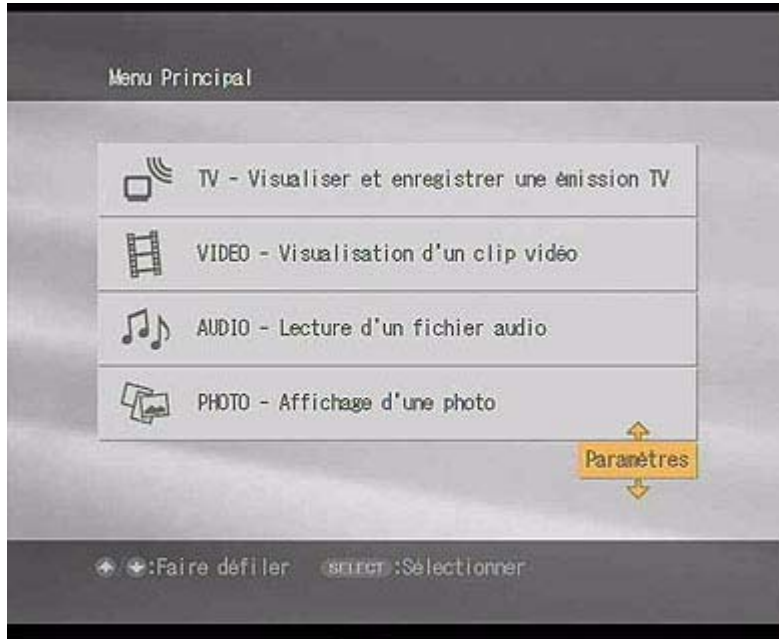 Menu Principal
TV - Visualiser et enregistrer une émission TV
VIDEO - Visualisation d'un clip vidéo
AUDIO - Lecture d'un fichier audio
PHOTO - Affichage d'une photo
Paramètres
:Faire défiler SELECT :Sélectionner